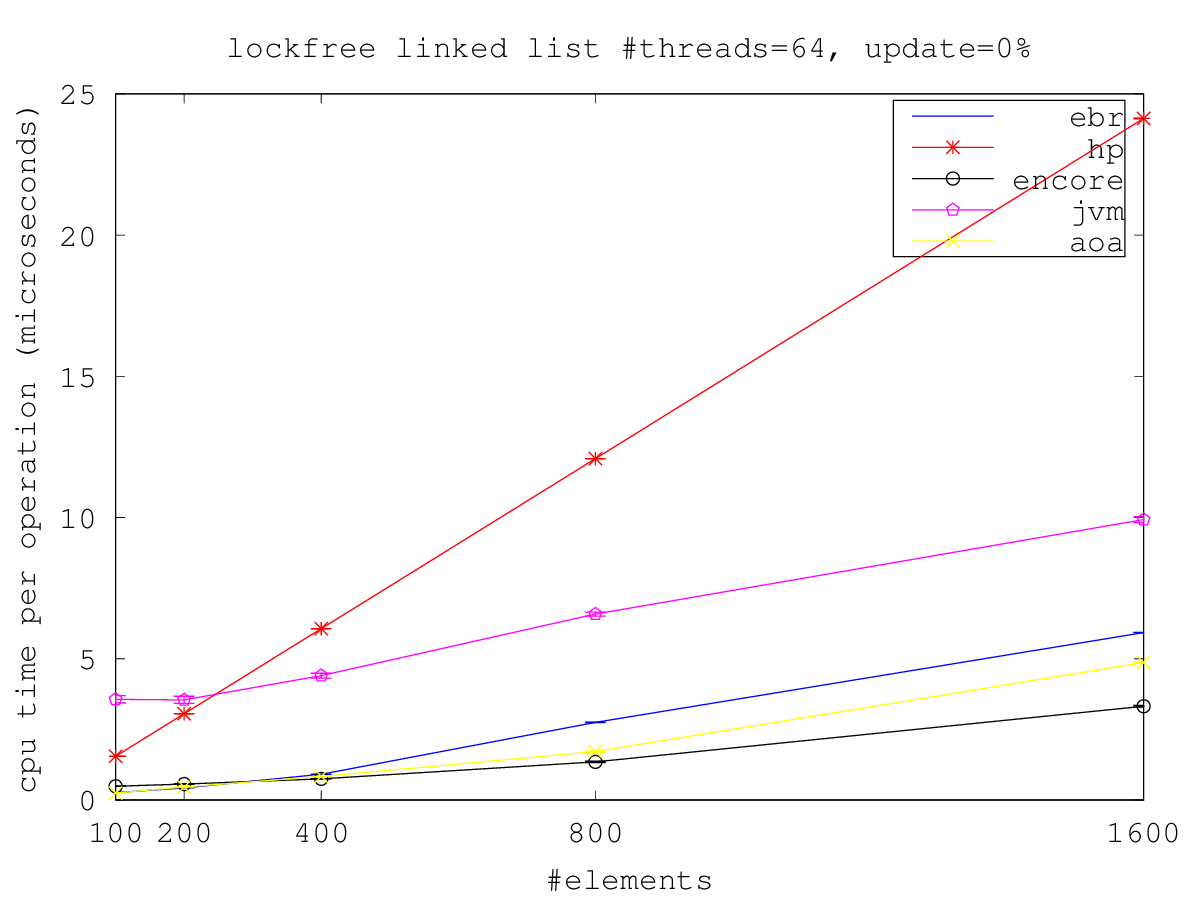 lockfree linked list #threads=64, update=0%
cpu time per operation (microseconds)
25
20
15
10
5
0
ebr
hp
encore
jvm
aoa
100 200 400 800 1600
#elements